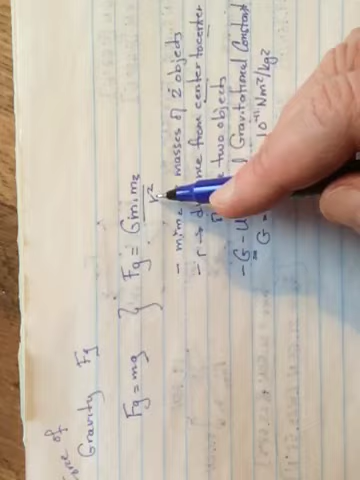 Force of
Gravity Fg
Fg = mg } Fg = Gm1m2
r²
- m1m2 masses of 2 objects
- r → from center to center
two objects
- G - Gravitational Constant
G = 10⁻¹¹ Nm²/kg²